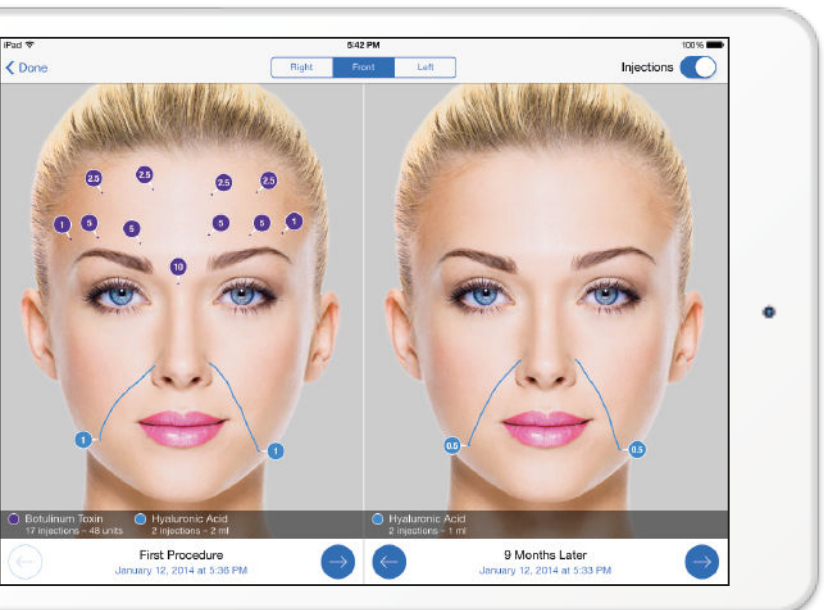 iPad 5:42 PM 100%
Done Right Front Left Injections
2.5 2.5 2.5 2.5
1 5 5 5 5 1
10
1 1
0.5 0.5
Botulinum Toxin Hyaluronic Acid
17 injections – 48 units 2 injections – 2 ml
Hyaluronic Acid
2 injections – 1 ml
First Procedure
January 12, 2014 at 5:36 PM
9 Months Later
January 12, 2014 at 5:33 PM